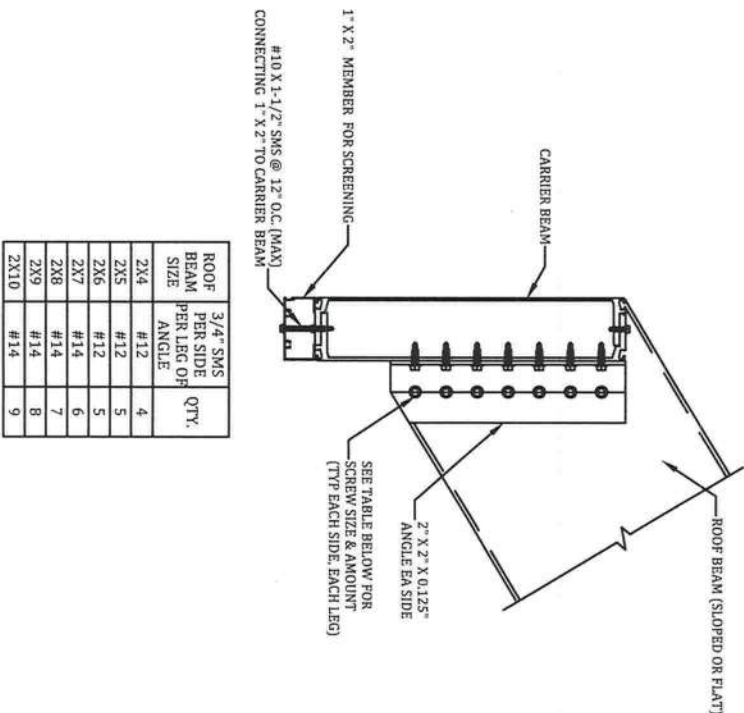 ROOF BEAM (SLOPED OR FLAT)
CARRIER BEAM
2" X 2" X 0.125"
ANGLE EA SIDE
SEE TABLE BELOW FOR
SCREW SIZE & AMOUNT
(TYP EACH SIDE, EACH LEG)
1" X 2" MEMBER FOR SCREENING
#10 X 1-1/2" SMS @ 12" O.C. (MAX)
CONNECTING 1" X 2" TO CARRIER BEAM
ROOF BEAM SIZE 3/4" SMS PER SIDE PER LEG OF ANGLE QTY.
2X4 #12 4
2X5 #12 5
2X6 #12 5
2X7 #14 6
2X8 #14 7
2X9 #14 8
2X10 #14 9